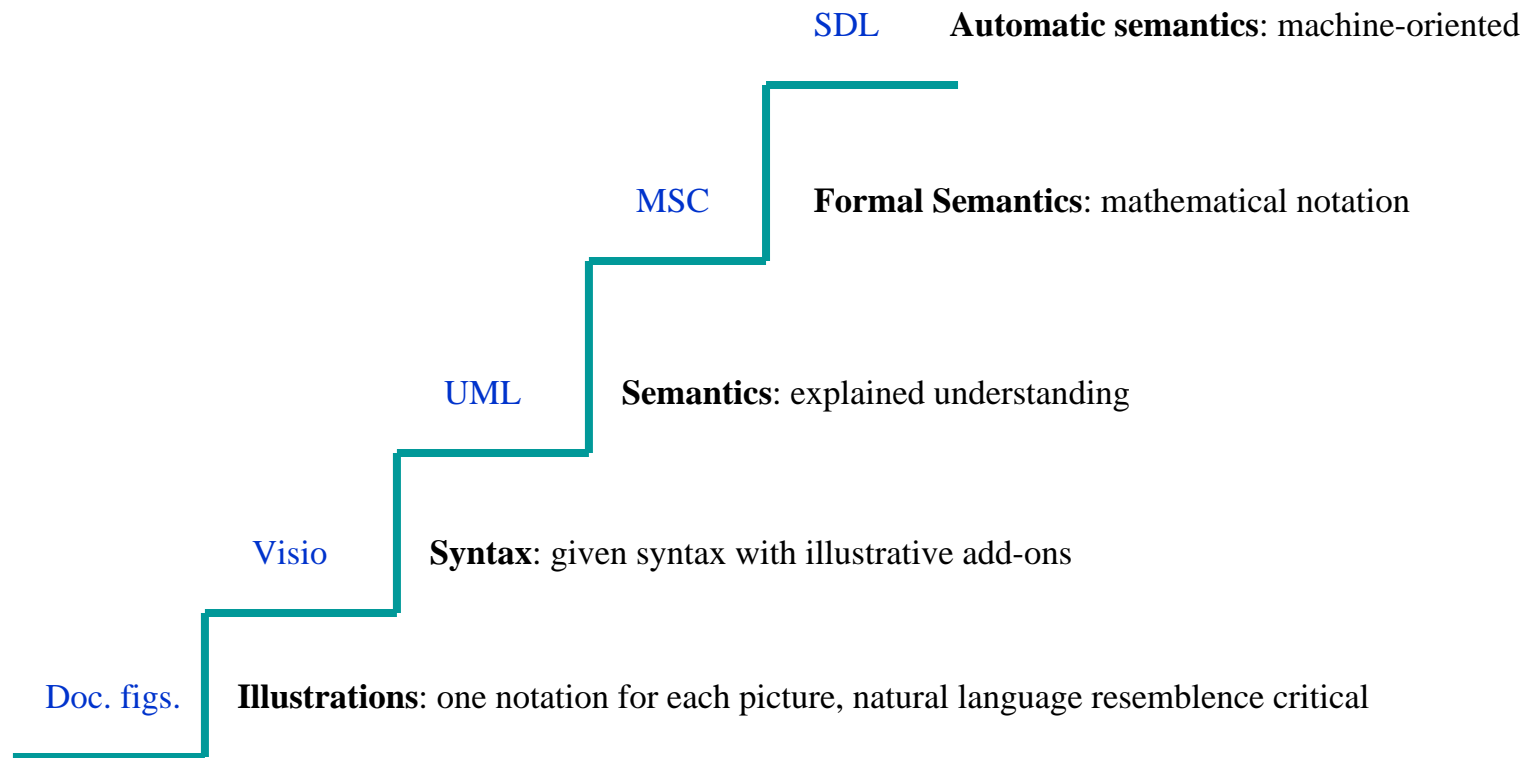 SDL Automatic semantics: machine-oriented
MSC Formal Semantics: mathematical notation
UML Semantics: explained understanding
Visio Syntax: given syntax with illustrative add-ons
Doc. figs. Illustrations: one notation for each picture, natural language resemblence critical